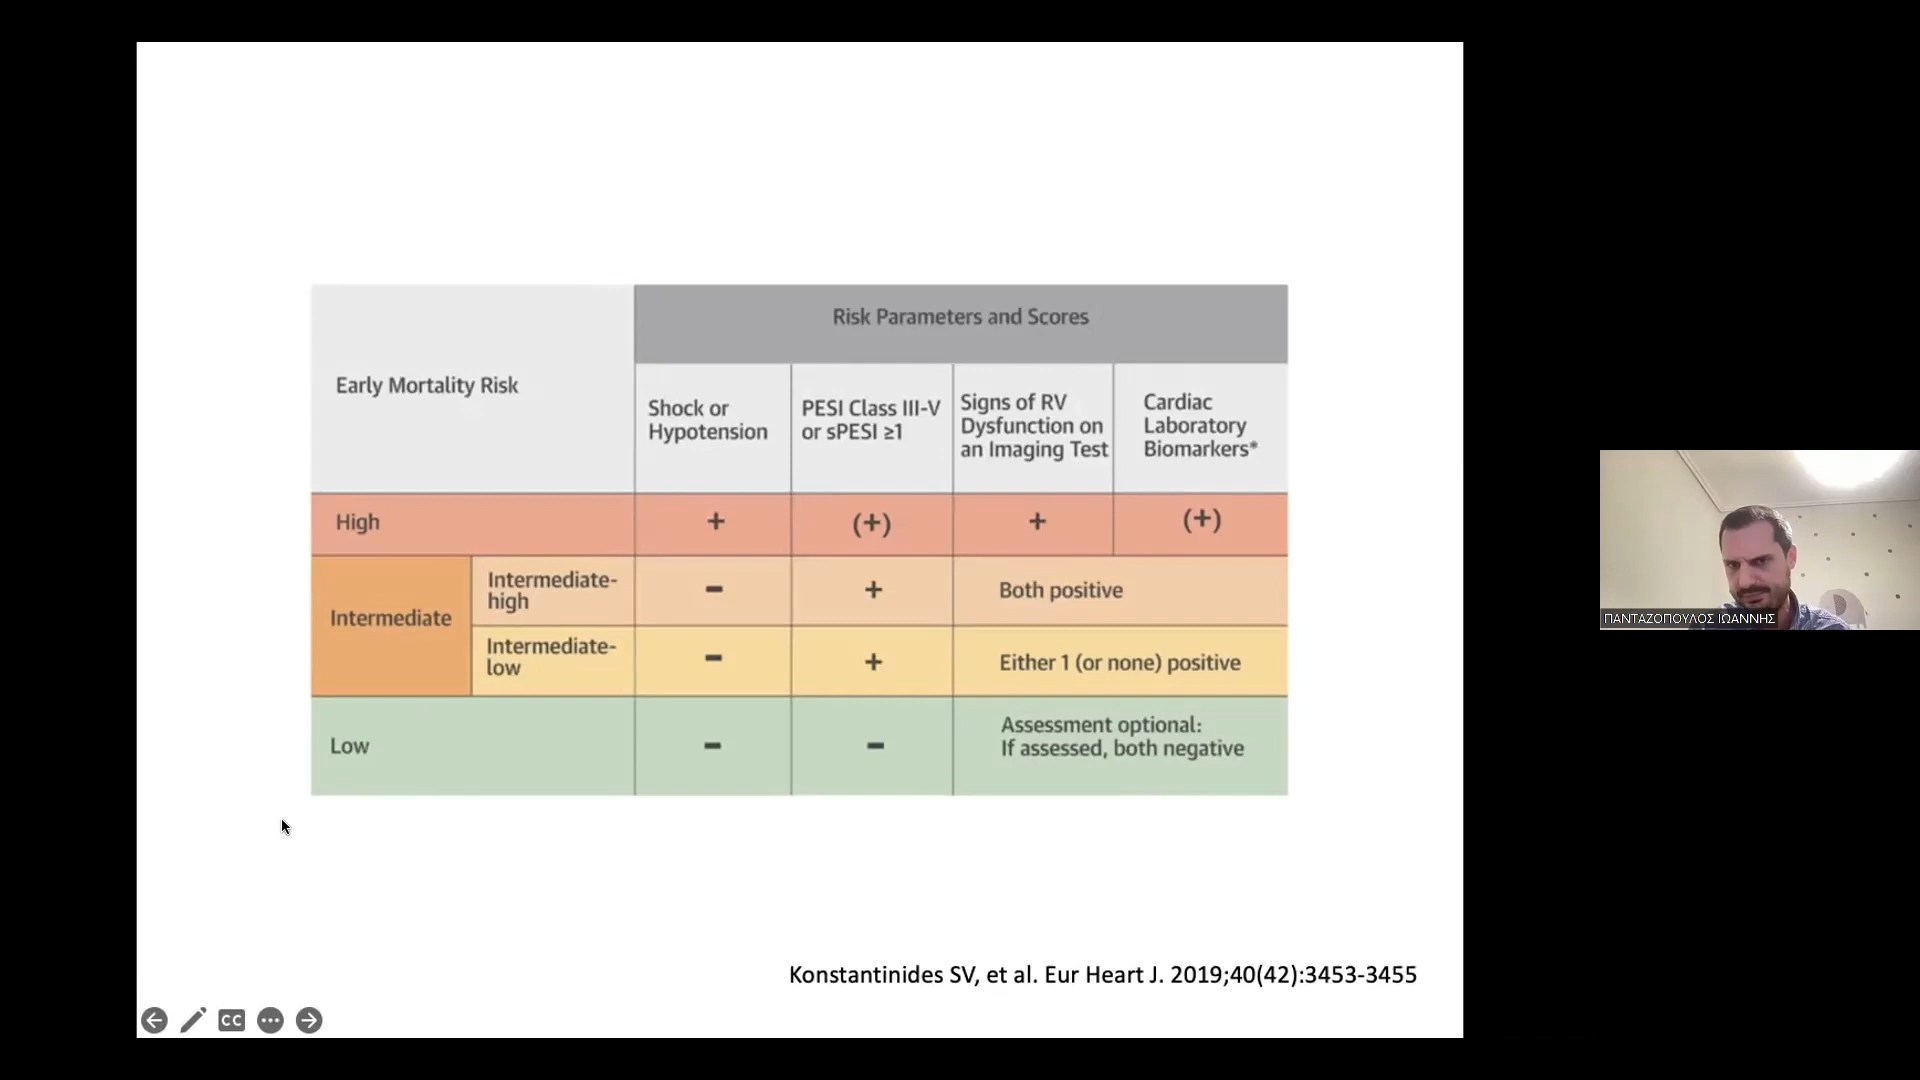 Risk Parameters and Scores
Early Mortality Risk
Shock or
Hypotension
PESI Class III-V
or sPESI ≥1
Signs of RV
Dysfunction on
an Imaging Test
Cardiac
Laboratory
Biomarkers*
High
+
(+)
+
(+)
Intermediate
Intermediate-
high
-
+
Both positive
Intermediate-
low
-
+
Either 1 (or none) positive
Low
-
-
Assessment optional:
If assessed, both negative
Konstantinides SV, et al. Eur Heart J. 2019;40(42):3453-3455
CC
ΠΑΝΤΑΖΟΠΟΥΛΟΣ ΙΩΑΝΝΗΣ